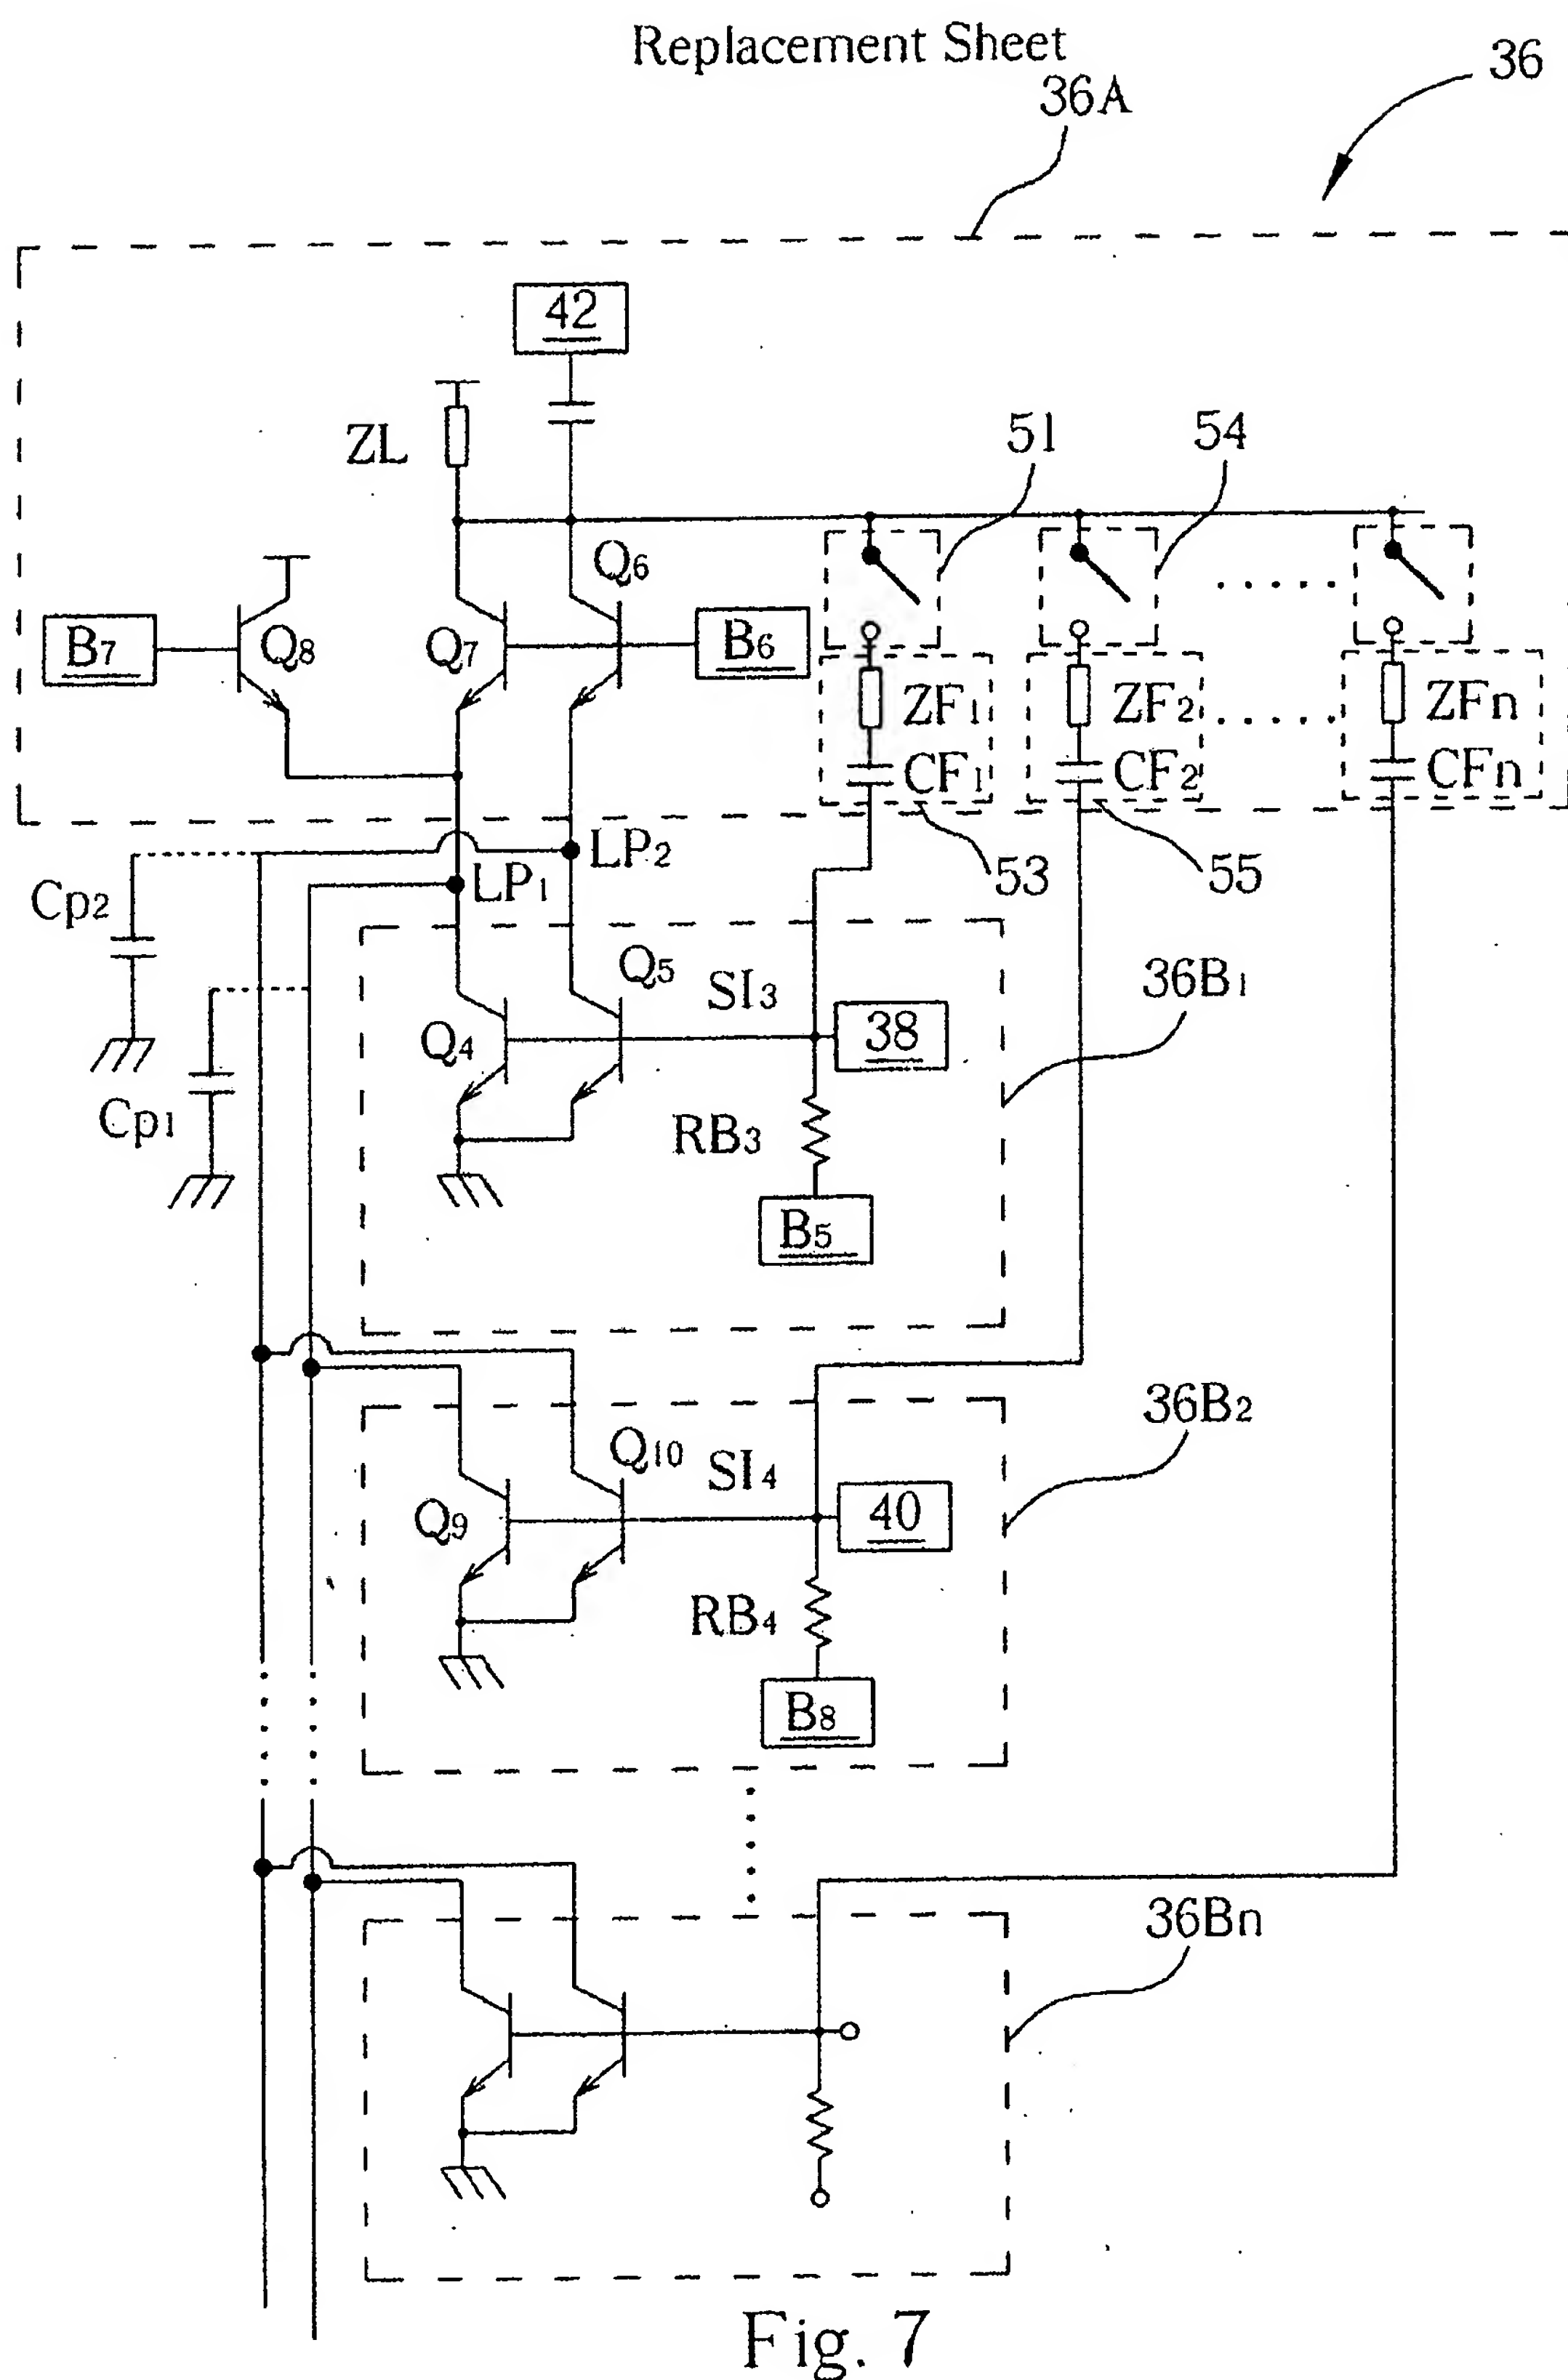 Replacement Sheet
36
36A
42
ZL
51
54
Q6
B7
Q8
Q7
B6
ZF1
ZF2
ZFn
CF1
CF2
CFn
LP2
LP1
53
55
Cp2
Q5
SI3
36B1
Q4
38
Cp1
RB3
B5
36B2
Q10
SI4
Q9
40
RB4
B8
36Bn
Fig. 7